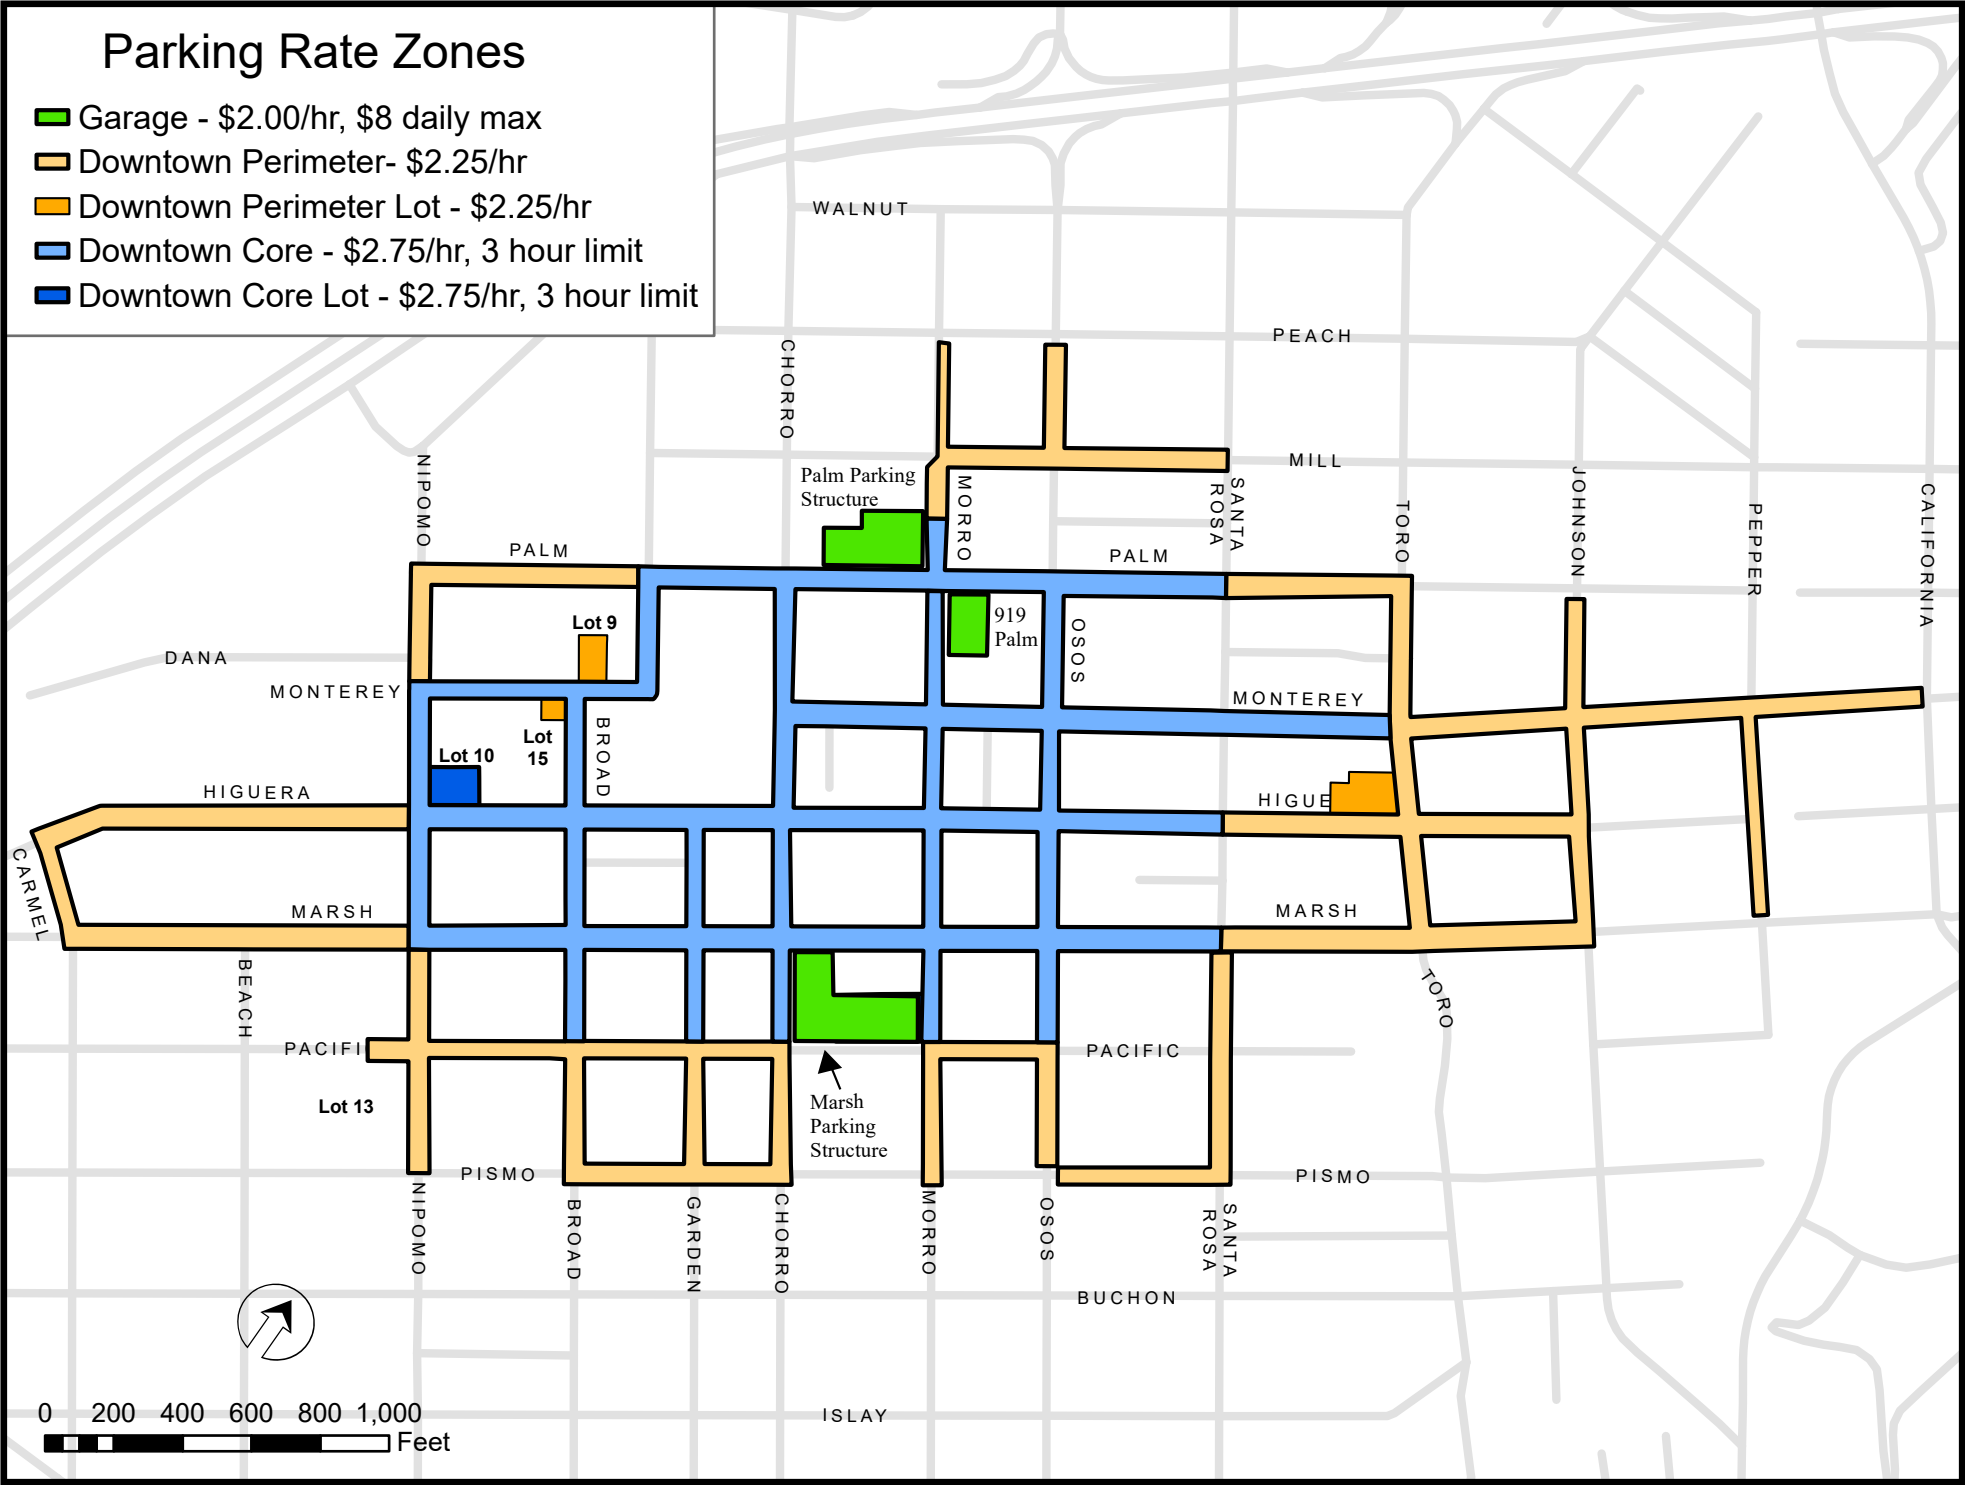 Parking Rate Zones
Garage - $2.00/hr, $8 daily max
Downtown Perimeter- $2.25/hr
Downtown Perimeter Lot - $2.25/hr
Downtown Core - $2.75/hr, 3 hour limit
Downtown Core Lot - $2.75/hr, 3 hour limit
WALNUT
PEACH
CHORRO
MILL
NIPOMO
Palm Parking
Structure
MORRO
SANTA
ROSA
TORO
JOHNSON
PEPPER
CALIFORNIA
PALM
PALM
Lot 9
919
Palm
OSOS
DANA
MONTEREY
MONTEREY
BROAD
Lot
15
Lot 10
HIGUERA
HIGUE
CARMEL
MARSH
MARSH
BEACH
TORO
PACIFI
PACIFIC
Lot 13
Marsh
Parking
Structure
PISMO
PISMO
NIPOMO
BROAD
GARDEN
CHORRO
MORRO
OSOS
SANTA
ROSA
BUCHON
ISLAY
0 200 400 600 800 1,000
Feet